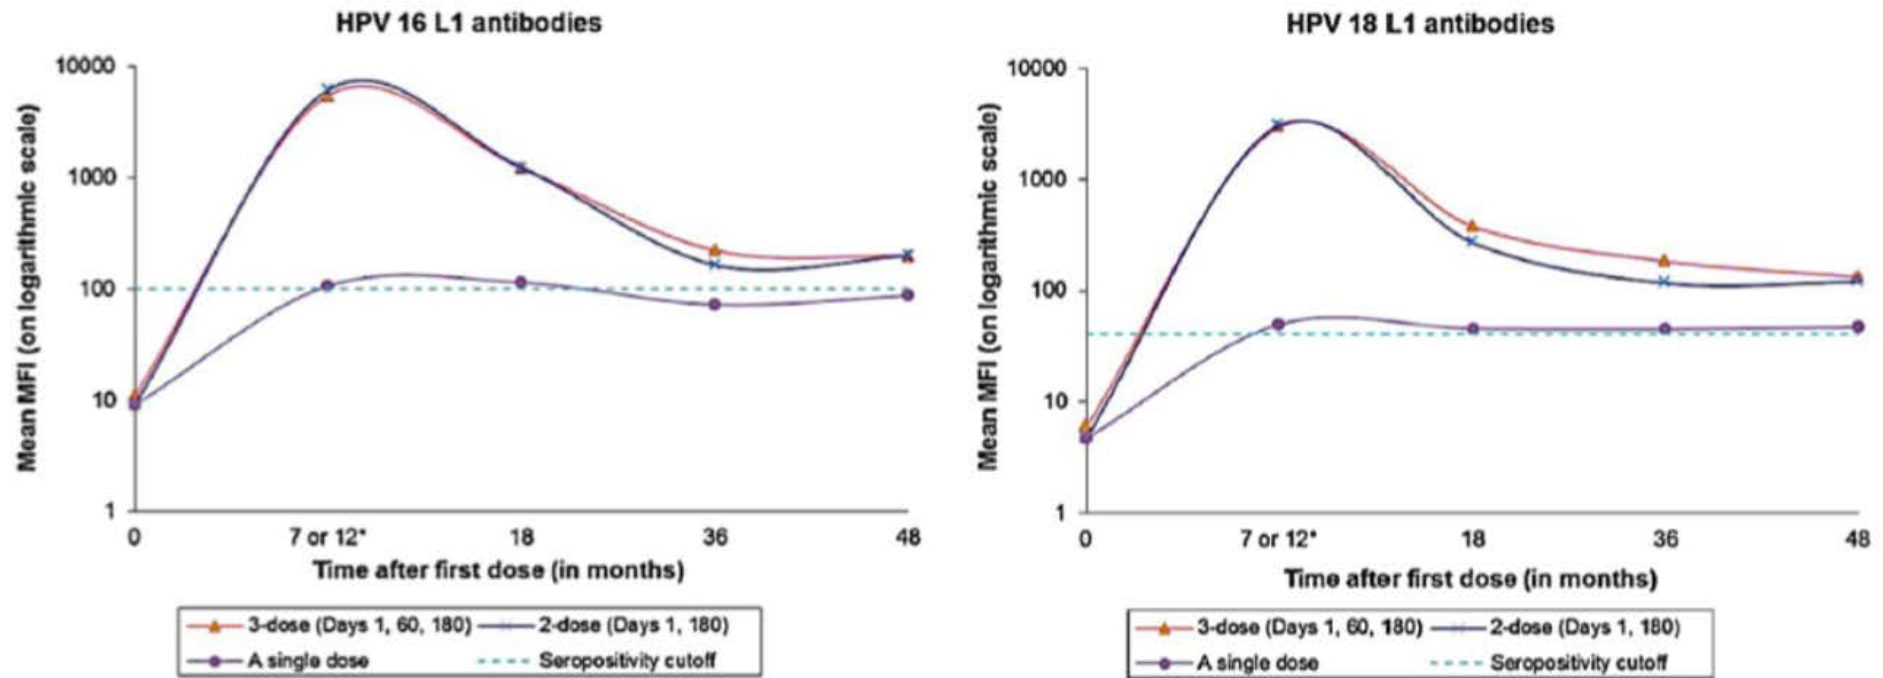 HPV 16 L1 antibodies
Mean MFI (on logarithmic scale)
10000
1000
100
10
1
0 7 or 12* 18 36 48
Time after first dose (in months)
3-dose (Days 1, 60, 180) 2-dose (Days 1, 180)
A single dose Seropositivity cutoff
HPV 18 L1 antibodies
Mean MFI (on logarithmic scale)
10000
1000
100
10
1
0 7 or 12* 18 36 48
Time after first dose (in months)
3-dose (Days 1, 60, 180) 2-dose (Days 1, 180)
A single dose Seropositivity cutoff